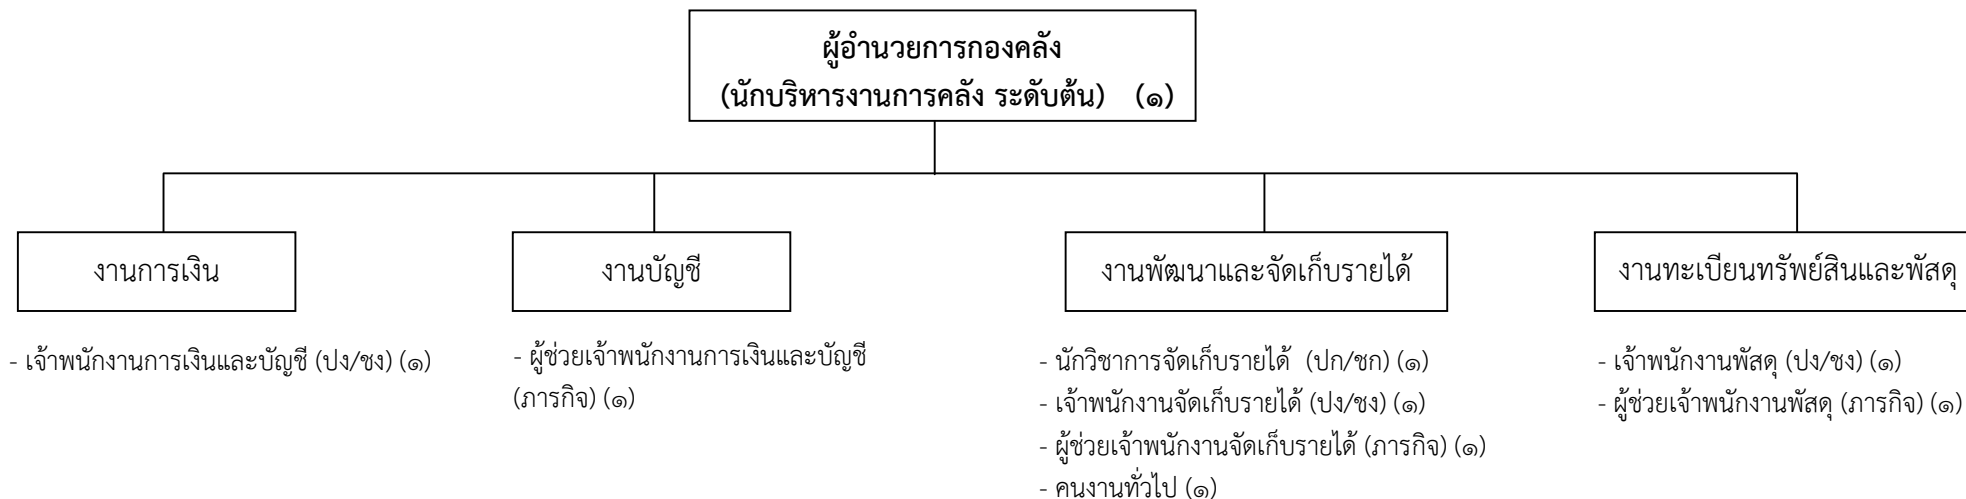 ผู้อำนวยการกองคลัง
(นักบริหารงานการคลัง ระดับต้น) (๑)
งานการเงิน
- เจ้าพนักงานการเงินและบัญชี (ปง/ชง) (๑)
งานบัญชี
- ผู้ช่วยเจ้าพนักงานการเงินและบัญชี
(ภารกิจ) (๑)
งานพัฒนาและจัดเก็บรายได้
- นักวิชาการจัดเก็บรายได้ (ปก/ชก) (๑)
- เจ้าพนักงานจัดเก็บรายได้ (ปง/ชง) (๑)
- ผู้ช่วยเจ้าพนักงานจัดเก็บรายได้ (ภารกิจ) (๑)
- คนงานทั่วไป (๑)
งานทะเบียนทรัพย์สินและพัสดุ
- เจ้าพนักงานพัสดุ (ปง/ชง) (๑)
- ผู้ช่วยเจ้าพนักงานพัสดุ (ภารกิจ) (๑)